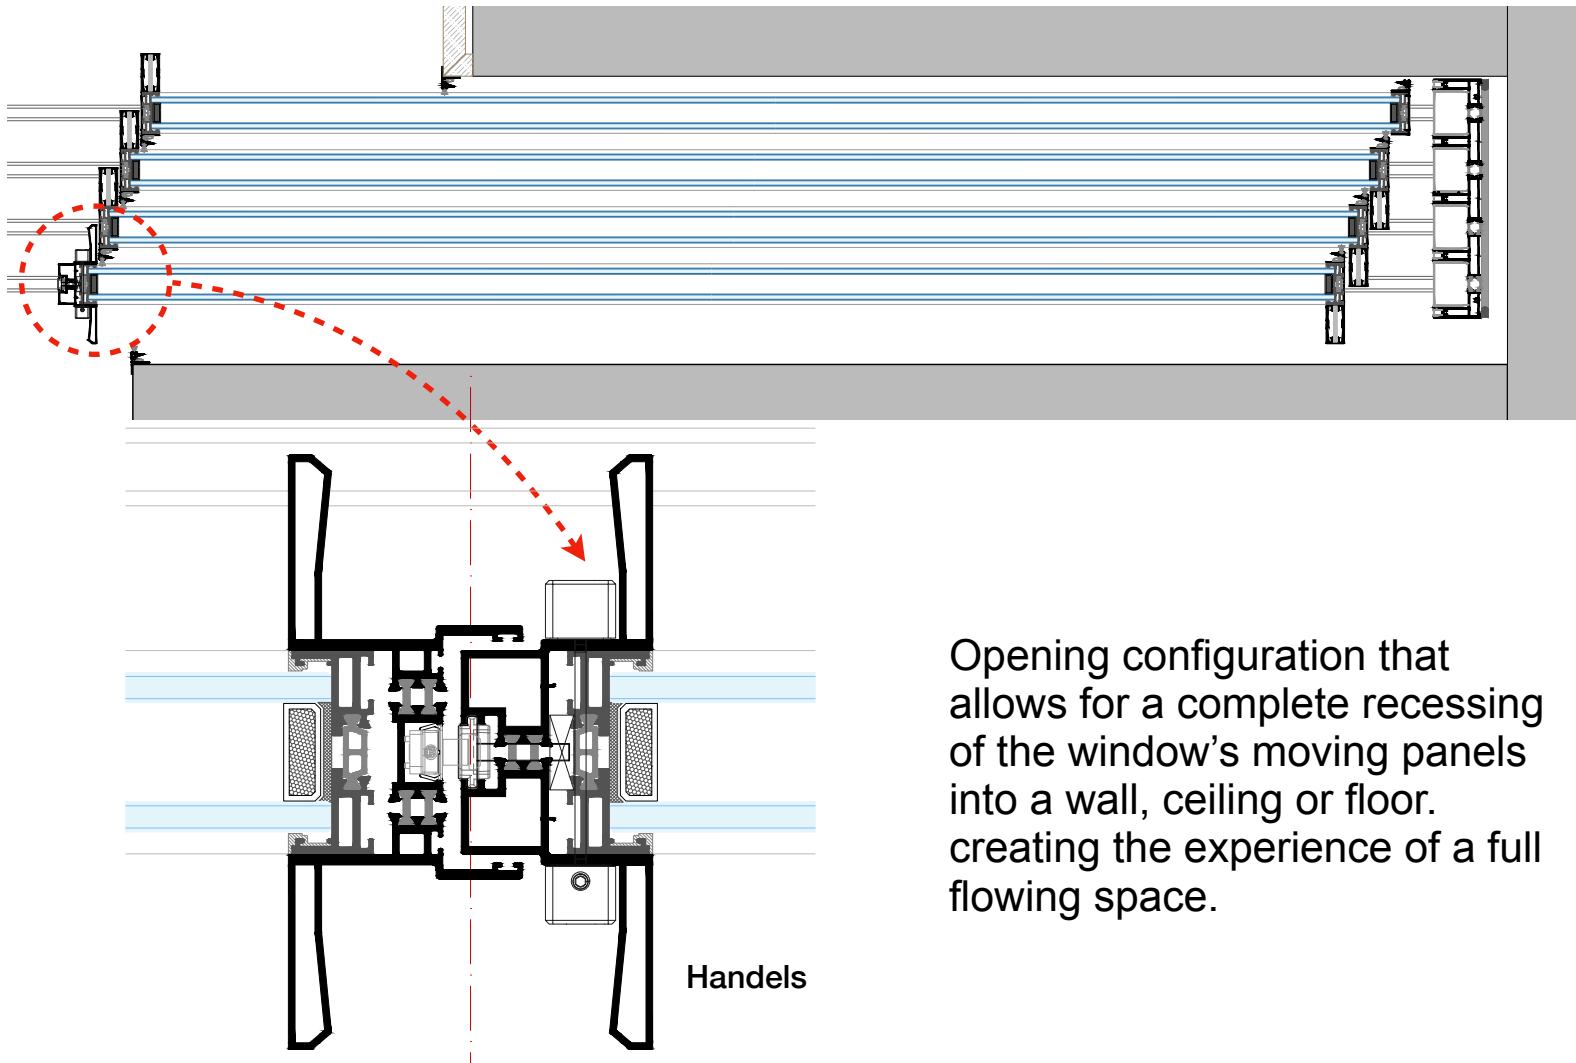 Opening configuration that
allows for a complete recessing
of the window’s moving panels
into a wall, ceiling or floor.
creating the experience of a full
flowing space.
Handels